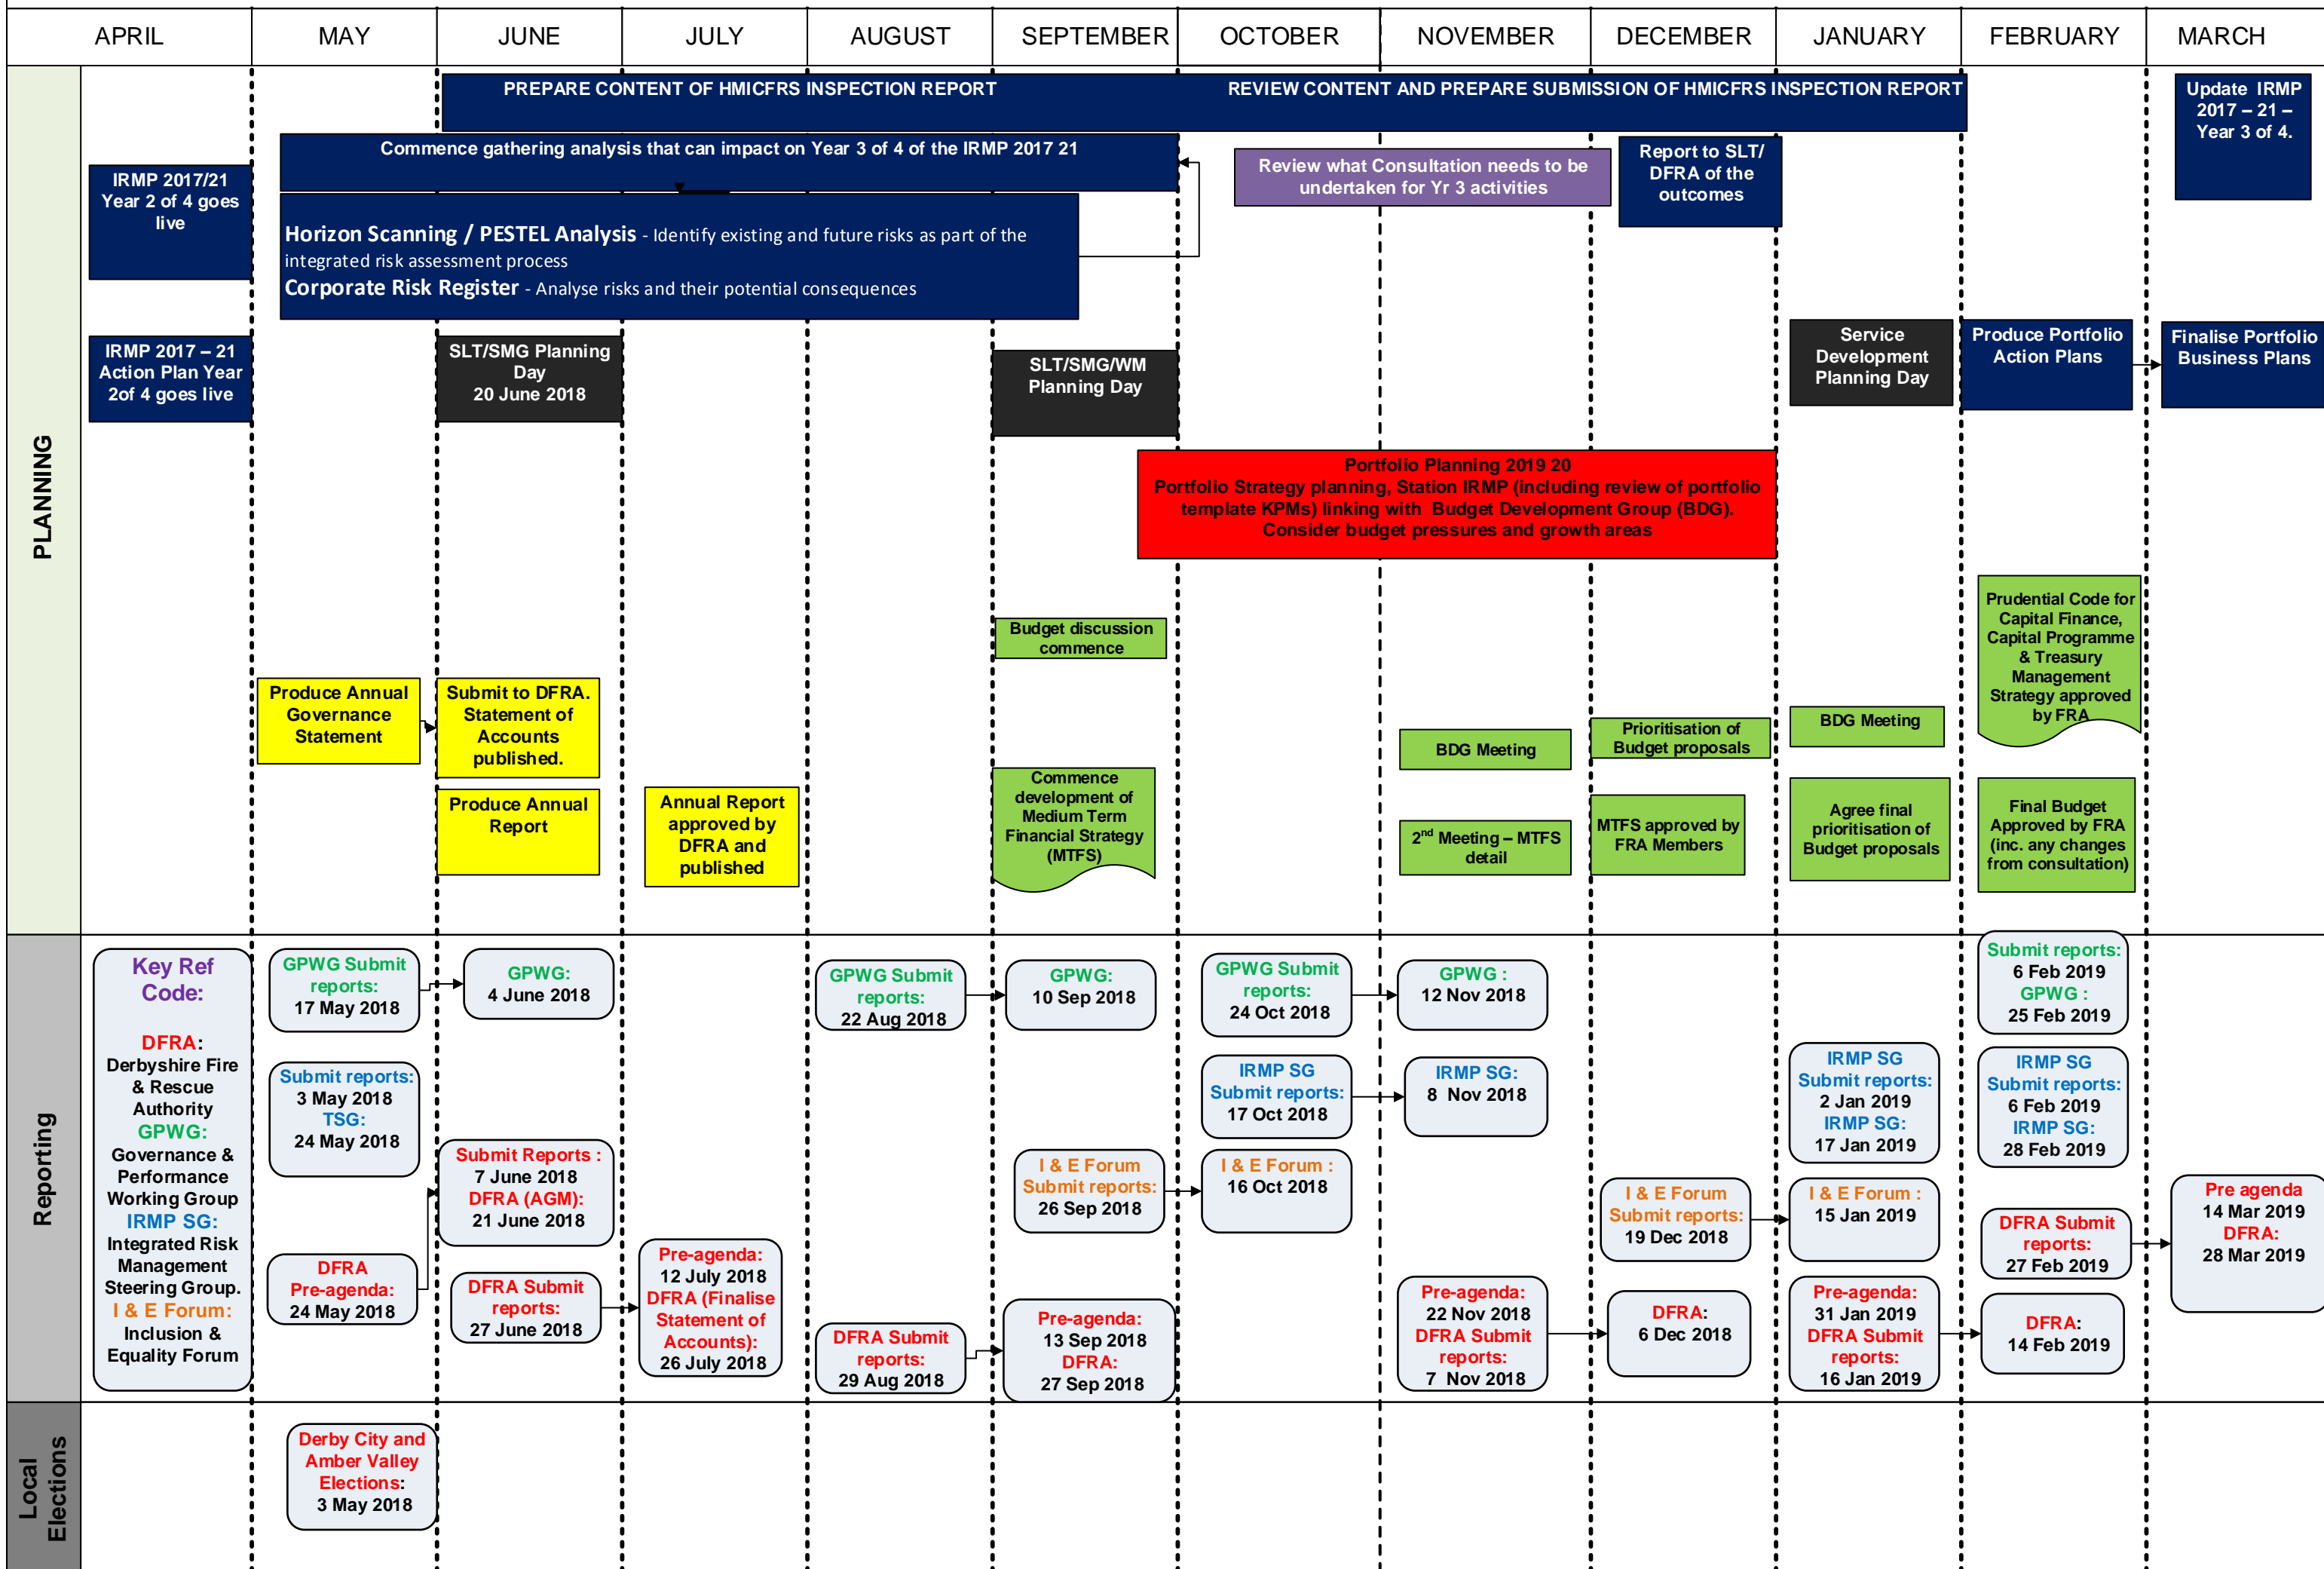 APRIL
MAY
JUNE
JULY
AUGUST
SEPTEMBER
OCTOBER
NOVEMBER
DECEMBER
JANUARY
FEBRUARY
MARCH
PLANNING
PREPARE CONTENT OF HMICFRS INSPECTION REPORT
REVIEW CONTENT AND PREPARE SUBMISSION OF HMICFRS INSPECTION REPORT
Update IRMP
2017 – 21 –
Year 3 of 4.
Commence gathering analysis that can impact on Year 3 of 4 of the IRMP 2017 21
Review what Consultation needs to be
undertaken for Yr 3 activities
Report to SLT/
DFRA of the
outcomes
IRMP 2017/21
Year 2 of 4 goes
live
Horizon Scanning / PESTEL Analysis - Identify existing and future risks as part of the
integrated risk assessment process
Corporate Risk Register - Analyse risks and their potential consequences
IRMP 2017 – 21
Action Plan Year
2of 4 goes live
SLT/SMG Planning
Day
20 June 2018
SLT/SMG/WM
Planning Day
Service
Development
Planning Day
Produce Portfolio
Action Plans
Finalise Portfolio
Business Plans
Portfolio Planning 2019 20
Portfolio Strategy planning, Station IRMP (including review of portfolio
template KPMs) linking with Budget Development Group (BDG).
Consider budget pressures and growth areas
Budget discussion
commence
Prudential Code for
Capital Finance,
Capital Programme
& Treasury
Management
Strategy approved
by FRA
Produce Annual
Governance
Statement
Submit to DFRA.
Statement of
Accounts
published.
BDG Meeting
Prioritisation of
Budget proposals
BDG Meeting
Produce Annual
Report
Annual Report
approved by
DFRA and
published
Commence
development of
Medium Term
Financial Strategy
(MTFS)
2nd Meeting – MTFS
detail
MTFS approved by
FRA Members
Agree final
prioritisation of
Budget proposals
Final Budget
Approved by FRA
(inc. any changes
from consultation)
Reporting
Key Ref
Code:
DFRA:
Derbyshire Fire
& Rescue
Authority
GPWG:
Governance &
Performance
Working Group
IRMP SG:
Integrated Risk
Management
Steering Group.
I & E Forum:
Inclusion &
Equality Forum
GPWG Submit
reports:
17 May 2018
GPWG:
4 June 2018
GPWG Submit
reports:
22 Aug 2018
GPWG:
10 Sep 2018
GPWG Submit
reports:
24 Oct 2018
GPWG :
12 Nov 2018
Submit reports:
6 Feb 2019
GPWG :
25 Feb 2019
Submit reports:
3 May 2018
TSG:
24 May 2018
IRMP SG
Submit reports:
17 Oct 2018
IRMP SG:
8 Nov 2018
IRMP SG
Submit reports:
2 Jan 2019
IRMP SG:
17 Jan 2019
IRMP SG
Submit reports:
6 Feb 2019
IRMP SG:
28 Feb 2019
Submit Reports :
7 June 2018
DFRA (AGM):
21 June 2018
I & E Forum
Submit reports:
26 Sep 2018
I & E Forum :
16 Oct 2018
I & E Forum
Submit reports:
19 Dec 2018
I & E Forum :
15 Jan 2019
DFRA Submit
reports:
27 Feb 2019
Pre agenda
14 Mar 2019
DFRA:
28 Mar 2019
DFRA
Pre-agenda:
24 May 2018
DFRA Submit
reports:
27 June 2018
Pre-agenda:
12 July 2018
DFRA (Finalise
Statement of
Accounts):
26 July 2018
DFRA Submit
reports:
29 Aug 2018
Pre-agenda:
13 Sep 2018
DFRA:
27 Sep 2018
Pre-agenda:
22 Nov 2018
DFRA Submit
reports:
7 Nov 2018
DFRA:
6 Dec 2018
Pre-agenda:
31 Jan 2019
DFRA Submit
reports:
16 Jan 2019
DFRA:
14 Feb 2019
Local
Elections
Derby City and
Amber Valley
Elections:
3 May 2018